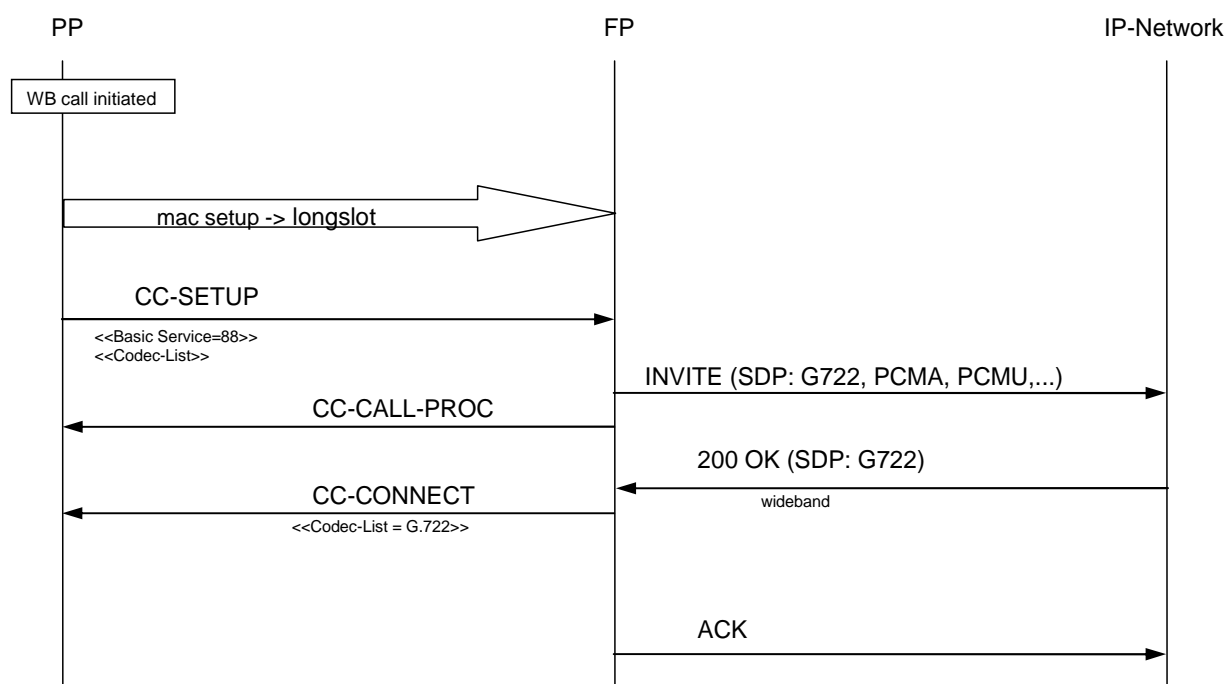 PP FP IP-Network
WB call initiated
mac setup -> longslot
CC-SETUP
<<Basic Service=88>>
<<Codec-List>>
INVITE (SDP: G722, PCMA, PCMU,...)
CC-CALL-PROC
200 OK (SDP: G722)
wideband
CC-CONNECT
<<Codec-List = G.722>>
ACK